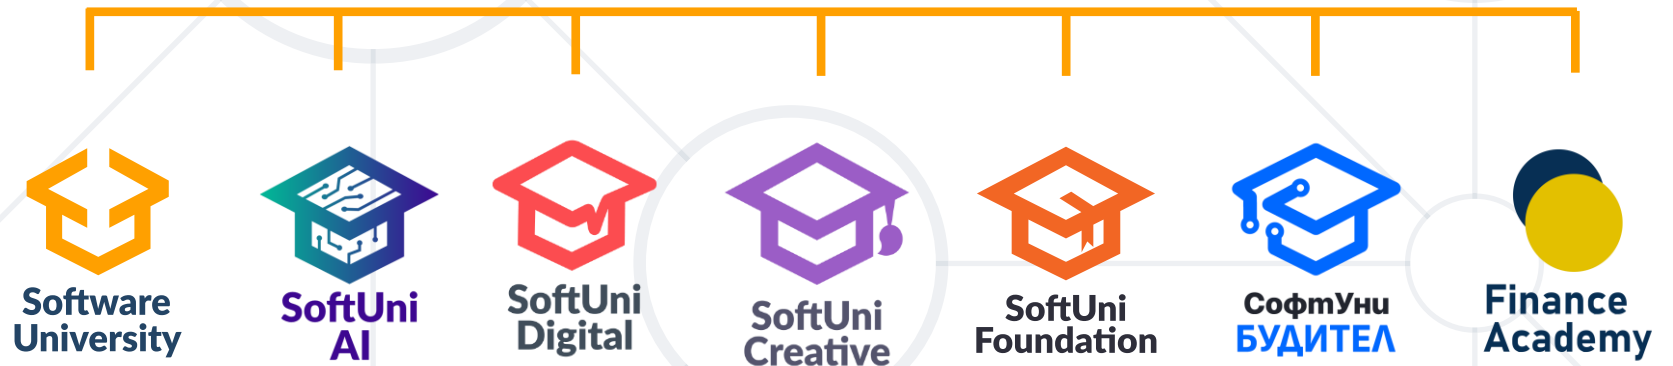 Software
University
SoftUni
AI
SoftUni
Digital
SoftUni
Creative
SoftUni
Foundation
СофтУни
БУДИТЕЛ
Finance
Academy